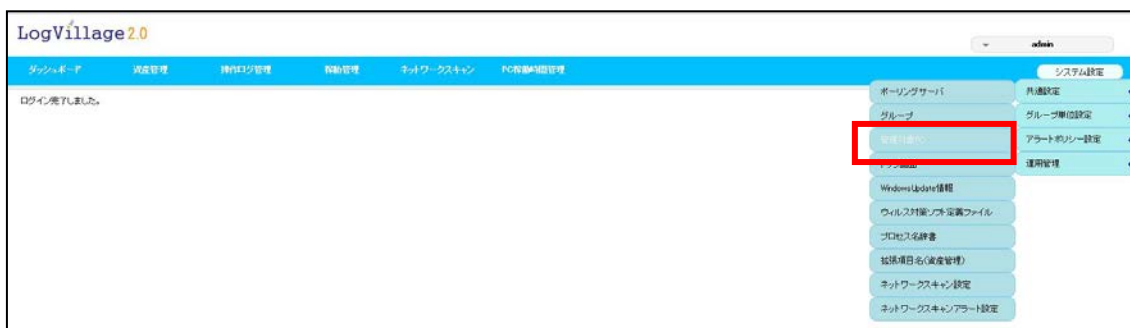 LogVillage 2.0
admin
ダッシュボード 資産管理 操作ログ管理 稼動管理 ネットワークスキャン PC稼働時間管理
システム設定
ログイン完了しました。
ポーリングサーバ
グループ
管理対象PC
WindowsUpdate情報
ウィルス対策ソフト定義ファイル
プロセス名辞書
拡張項目名(資産管理)
ネットワークスキャン設定
ネットワークスキャンアラート設定
共通設定
グループ単位設定
アラートポリシー設定
運用管理